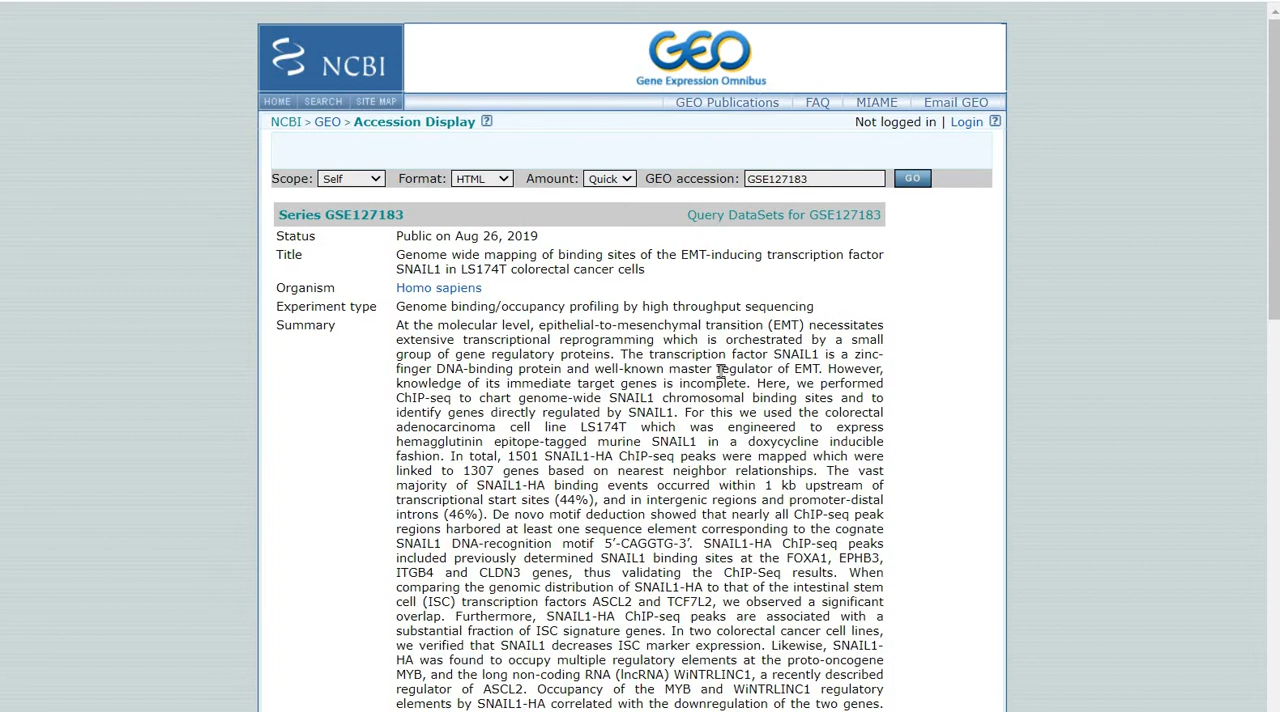 NCBI
GEO
Gene Expression Omnibus
HOME SEARCH SITE MAP
GEO Publications FAQ MIAME Email GEO
NCBI > GEO > Accession Display ?
Not logged in | Login ?
Scope: Self Format: HTML Amount: Quick GEO accession: GSE127183 GO
Series GSE127183 Query DataSets for GSE127183
Status Public on Aug 26, 2019
Title Genome wide mapping of binding sites of the EMT-inducing transcription factor
SNAIL1 in LS174T colorectal cancer cells
Organism Homo sapiens
Experiment type Genome binding/occupancy profiling by high throughput sequencing
Summary At the molecular level, epithelial-to-mesenchymal transition (EMT) necessitates
extensive transcriptional reprogramming which is orchestrated by a small
group of gene regulatory proteins. The transcription factor SNAIL1 is a zinc-
finger DNA-binding protein and well-known master regulator of EMT. However,
knowledge of its immediate target genes is incomplete. Here, we performed
ChIP-seq to chart genome-wide SNAIL1 chromosomal binding sites and to
identify genes directly regulated by SNAIL1. For this we used the colorectal
adenocarcinoma cell line LS174T which was engineered to express
hemagglutinin epitope-tagged murine SNAIL1 in a doxycycline inducible
fashion. In total, 1501 SNAIL1-HA ChIP-seq peaks were mapped which were
linked to 1307 genes based on nearest neighbor relationships. The vast
majority of SNAIL1-HA binding events occurred within 1 kb upstream of
transcriptional start sites (44%), and in intergenic regions and promoter-distal
introns (46%). De novo motif deduction showed that nearly all ChIP-seq peak
regions harbored at least one sequence element corresponding to the cognate
SNAIL1 DNA-recognition motif 5’-CAGGTG-3’. SNAIL1-HA ChIP-seq peaks
included previously determined SNAIL1 binding sites at the FOXA1, EPHB3,
ITGB4 and CLDN3 genes, thus validating the ChIP-Seq results. When
comparing the genomic distribution of SNAIL1-HA to that of the intestinal stem
cell (ISC) transcription factors ASCL2 and TCF7L2, we observed a significant
overlap. Furthermore, SNAIL1-HA ChIP-seq peaks are associated with a
substantial fraction of ISC signature genes. In two colorectal cancer cell lines,
we verified that SNAIL1 decreases ISC marker expression. Likewise, SNAIL1-
HA was found to occupy multiple regulatory elements at the proto-oncogene
MYB, and the long non-coding RNA (lncRNA) WiNTRLINC1, a recently described
regulator of ASCL2. Occupancy of the MYB and WiNTRLINC1 regulatory
elements by SNAIL1-HA correlated with the downregulation of the two genes.